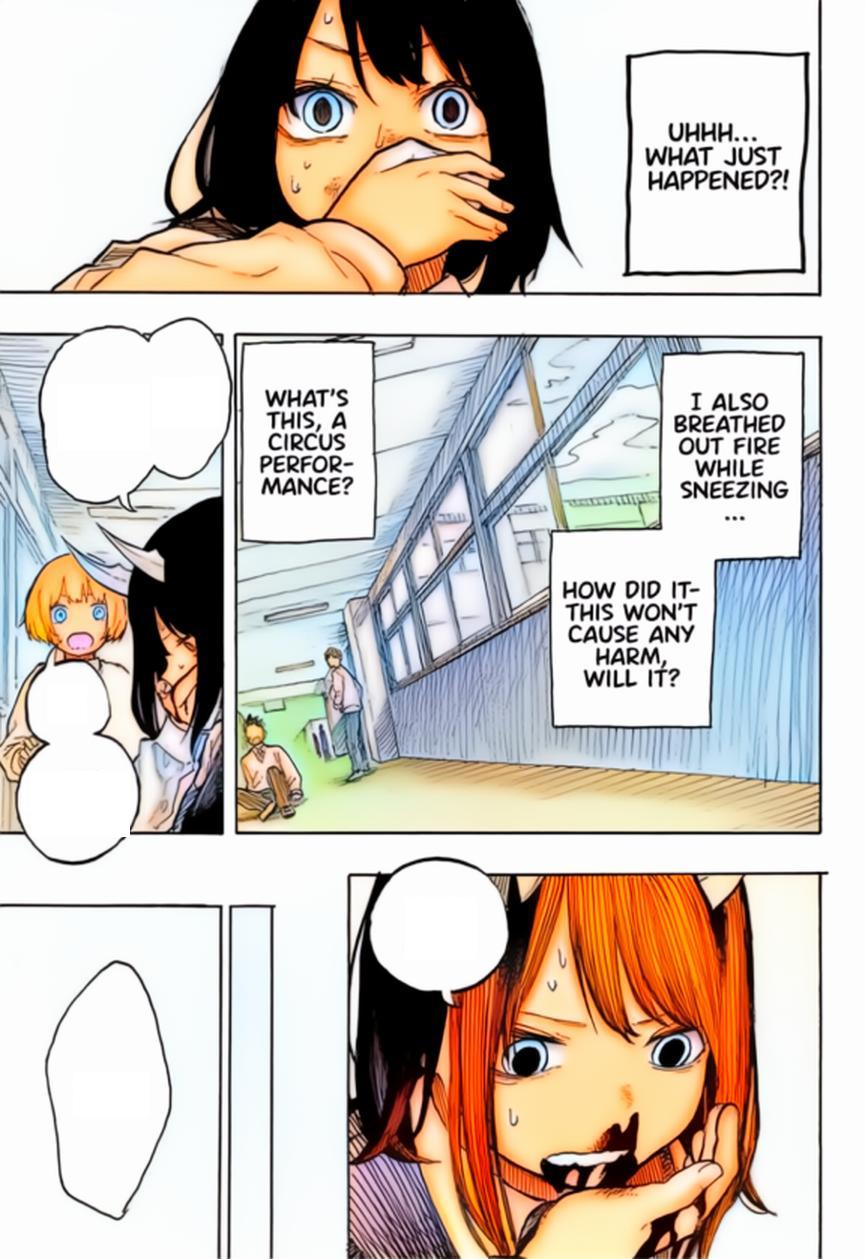 UHHH...
WHAT JUST
HAPPENED?!
I ALSO
BREATHED
OUT FIRE
WHILE
SNEEZING
...
HOW DID IT-
THIS WON'T
CAUSE ANY
HARM,
WILL IT?
WHAT'S
THIS, A
CIRCUS
PERFOR-
MANCE?